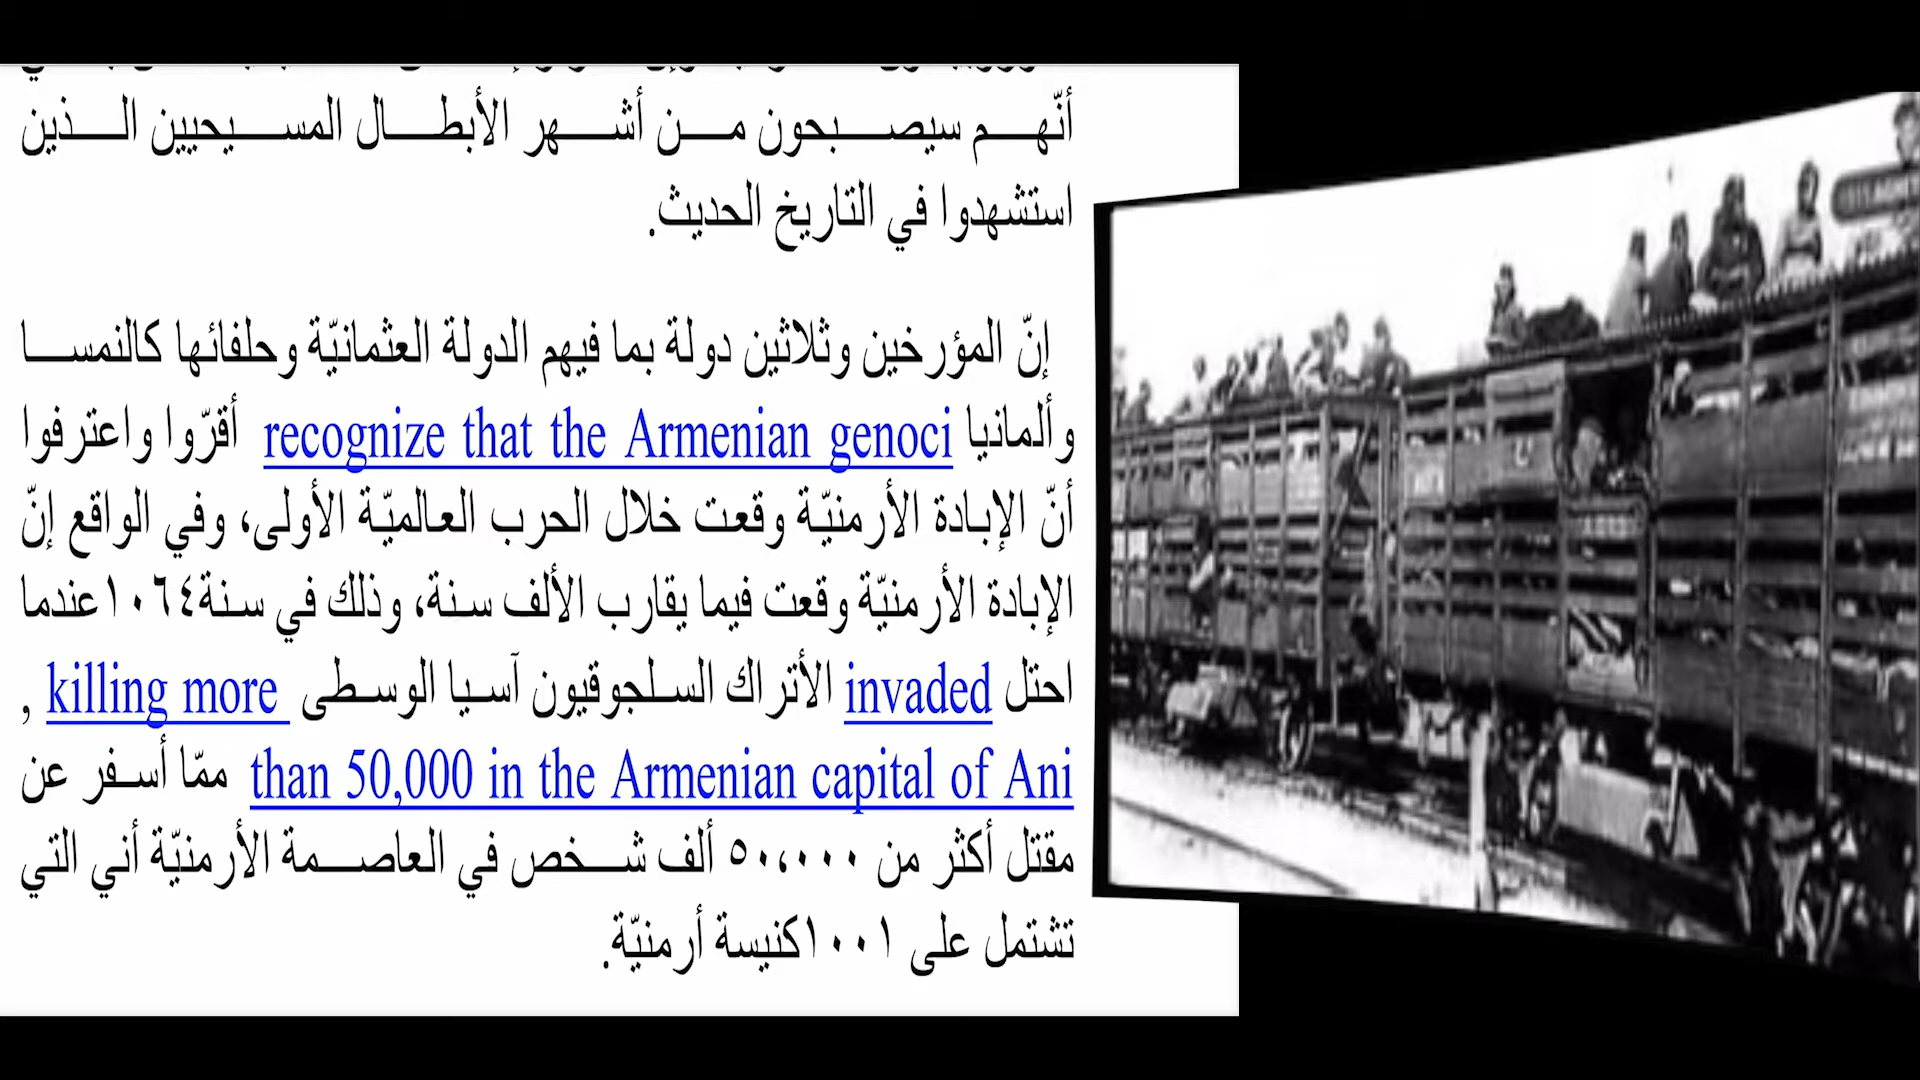 أنّهم سيصبحون من أشهر الأبطال المسيحيين الذين
استشهدوا في التاريخ الحديث.
إنّ المؤرخين وثلاثين دولة بما فيهم الدولة العثمانيّة وحلفائها كالنمسا
وألمانيا recognize that the Armenian genoci أقرّوا واعترفوا
أنّ الإبادة الأرمنيّة وقعت خلال الحرب العالميّة الأولى، وفي الواقع إنّ
الإبادة الأرمنيّة وقعت فيما يقارب الألف سنة، وذلك في سنة١٠٦٤عندما
احتل invaded الأتراك السلجوقيون آسيا الوسطى killing more ,
than 50,000 in the Armenian capital of Ani ممّا أسفر عن
مقتل أكثر من ٥٠،٠٠٠ ألف شخص في العاصمة الأرمنيّة أني التي
تشتمل على ١٠٠١كنيسة أرمنيّة.